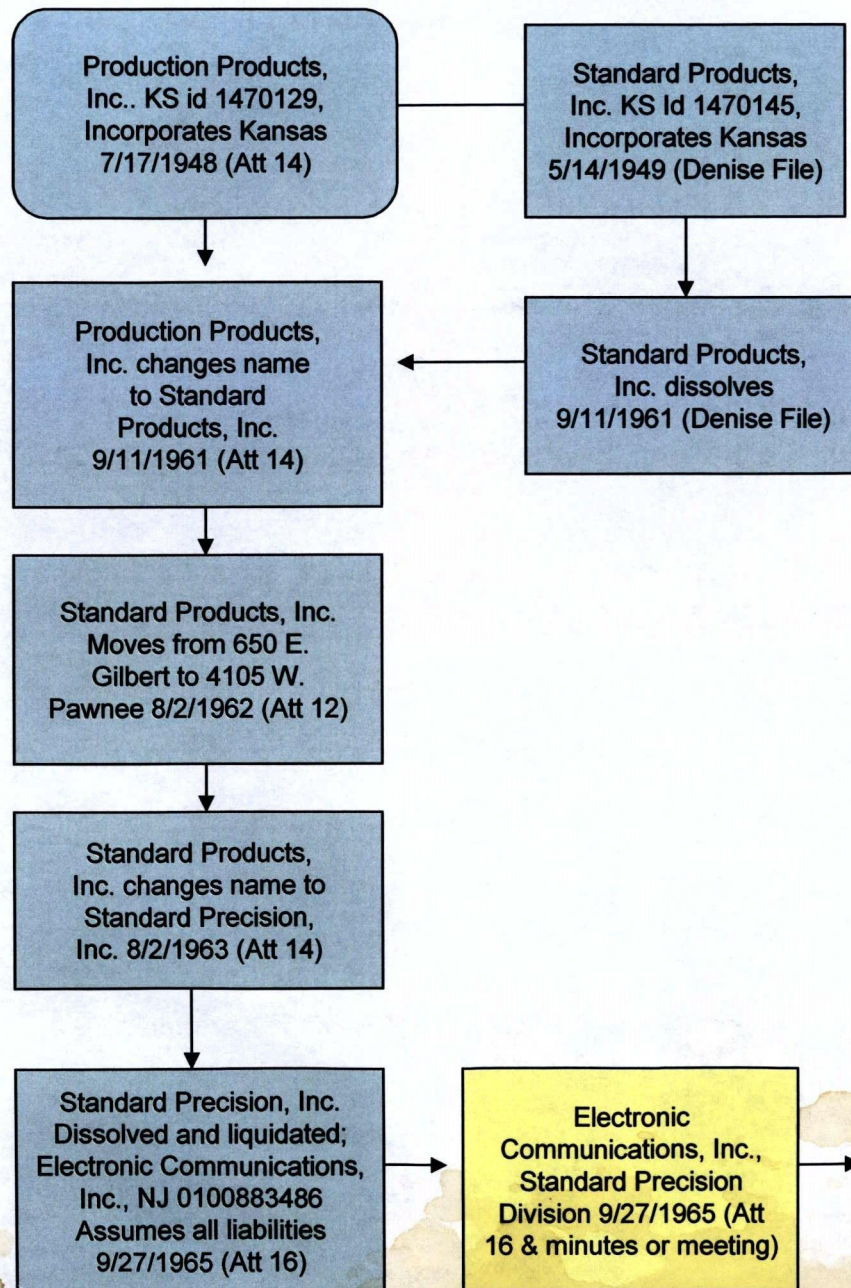 Production Products,
Inc.. KS id 1470129,
Incorporates Kansas
7/17/1948 (Att 14)
Standard Products,
Inc. KS Id 1470145,
Incorporates Kansas
5/14/1949 (Denise File)
Production Products,
Inc. changes name
to Standard
Products, Inc.
9/11/1961 (Att 14)
Standard Products,
Inc. dissolves
9/11/1961 (Denise File)
Standard Products, Inc.
Moves from 650 E.
Gilbert to 4105 W.
Pawnee 8/2/1962 (Att 12)
Standard Products,
Inc. changes name to
Standard Precision,
Inc. 8/2/1963 (Att 14)
Standard Precision, Inc.
Dissolved and liquidated;
Electronic Communications,
Inc., NJ 0100883486
Assumes all liabilities
9/27/1965 (Att 16)
Electronic
Communications, Inc.,
Standard Precision
Division 9/27/1965 (Att
16 & minutes or meeting)